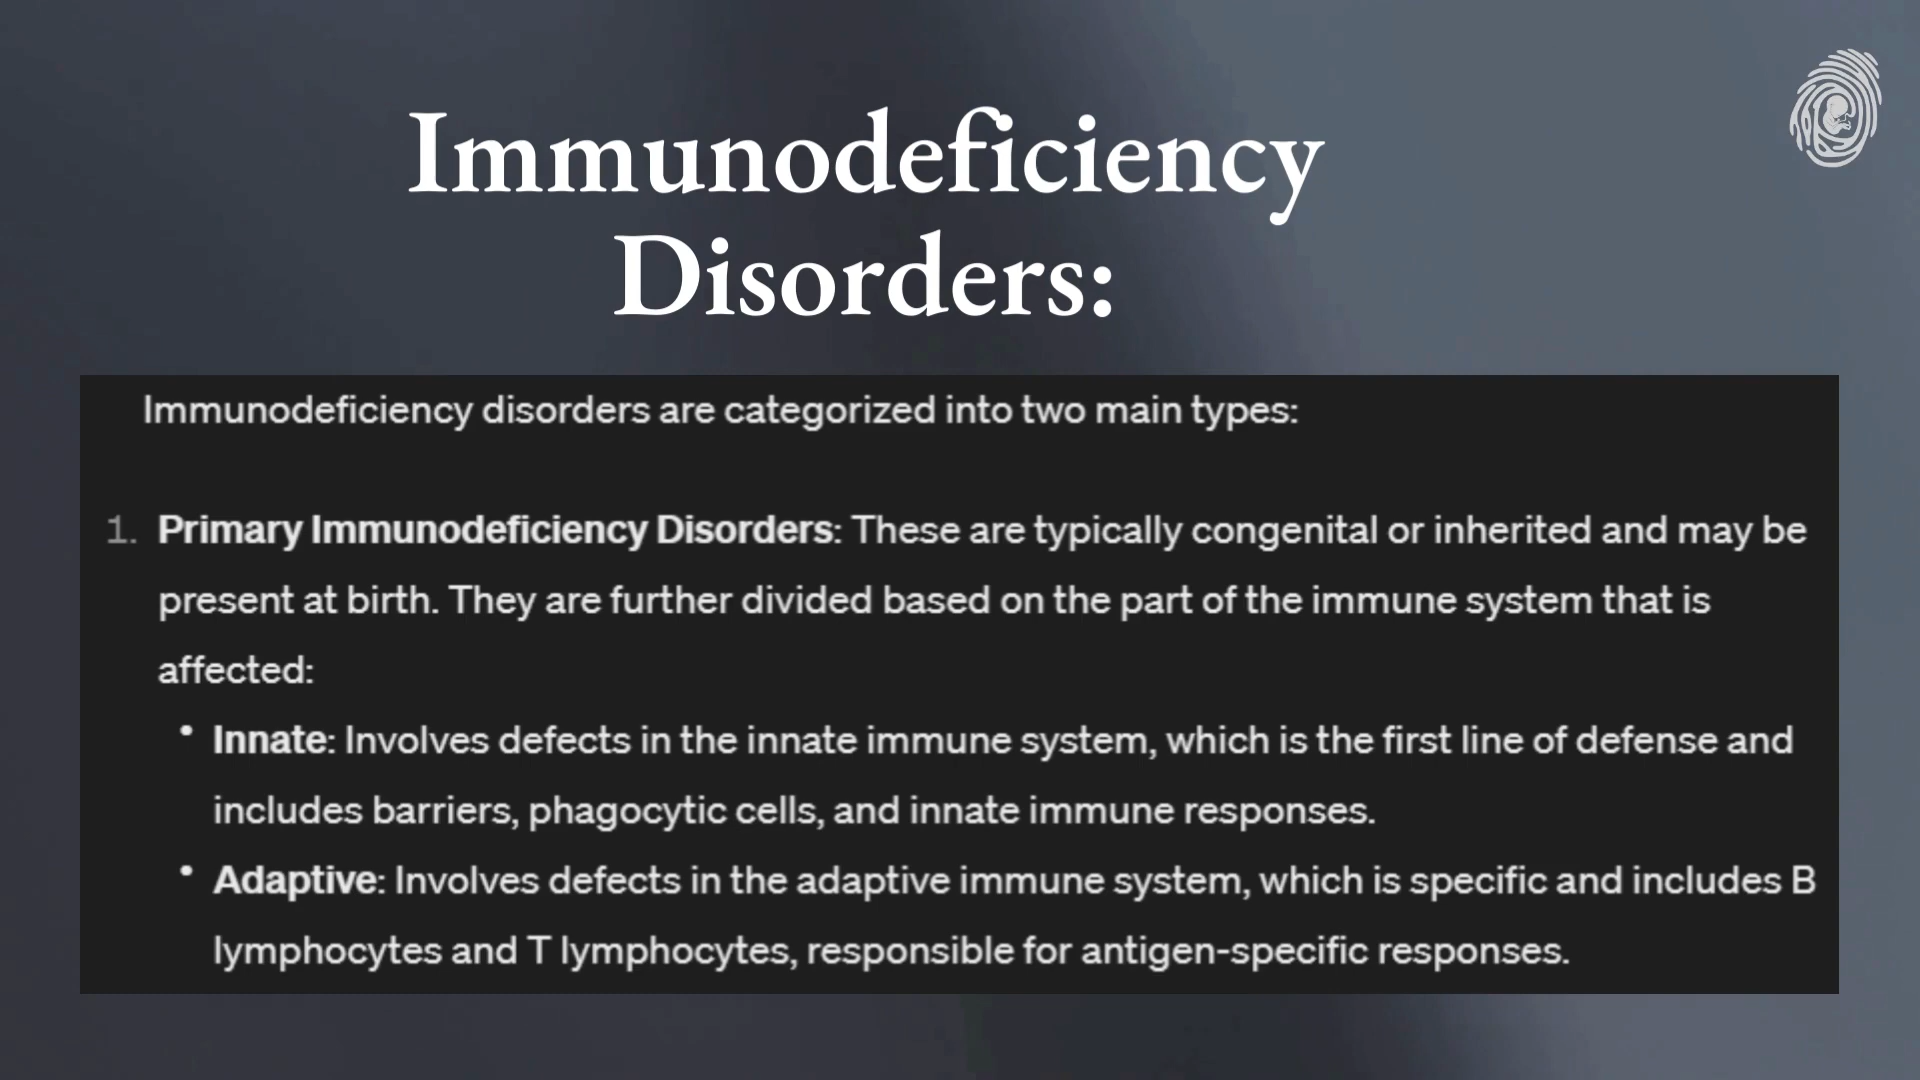 Immunodeficiency
Disorders:
Immunodeficiency disorders are categorized into two main types:
1. Primary Immunodeficiency Disorders: These are typically congenital or inherited and may be
present at birth. They are further divided based on the part of the immune system that is
affected:
• Innate: Involves defects in the innate immune system, which is the first line of defense and
includes barriers, phagocytic cells, and innate immune responses.
• Adaptive: Involves defects in the adaptive immune system, which is specific and includes B
lymphocytes and T lymphocytes, responsible for antigen-specific responses.